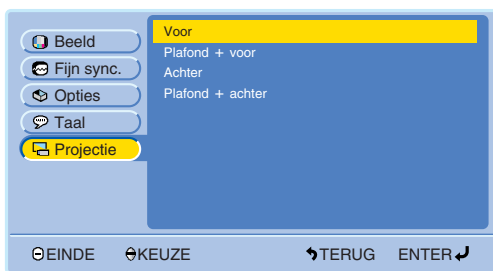 Beeld
Fijn sync.
Opties
Taal
Projectie
Voor
Plafond + voor
Achter
Plafond + achter
EINDE KEUZE TERUG ENTER